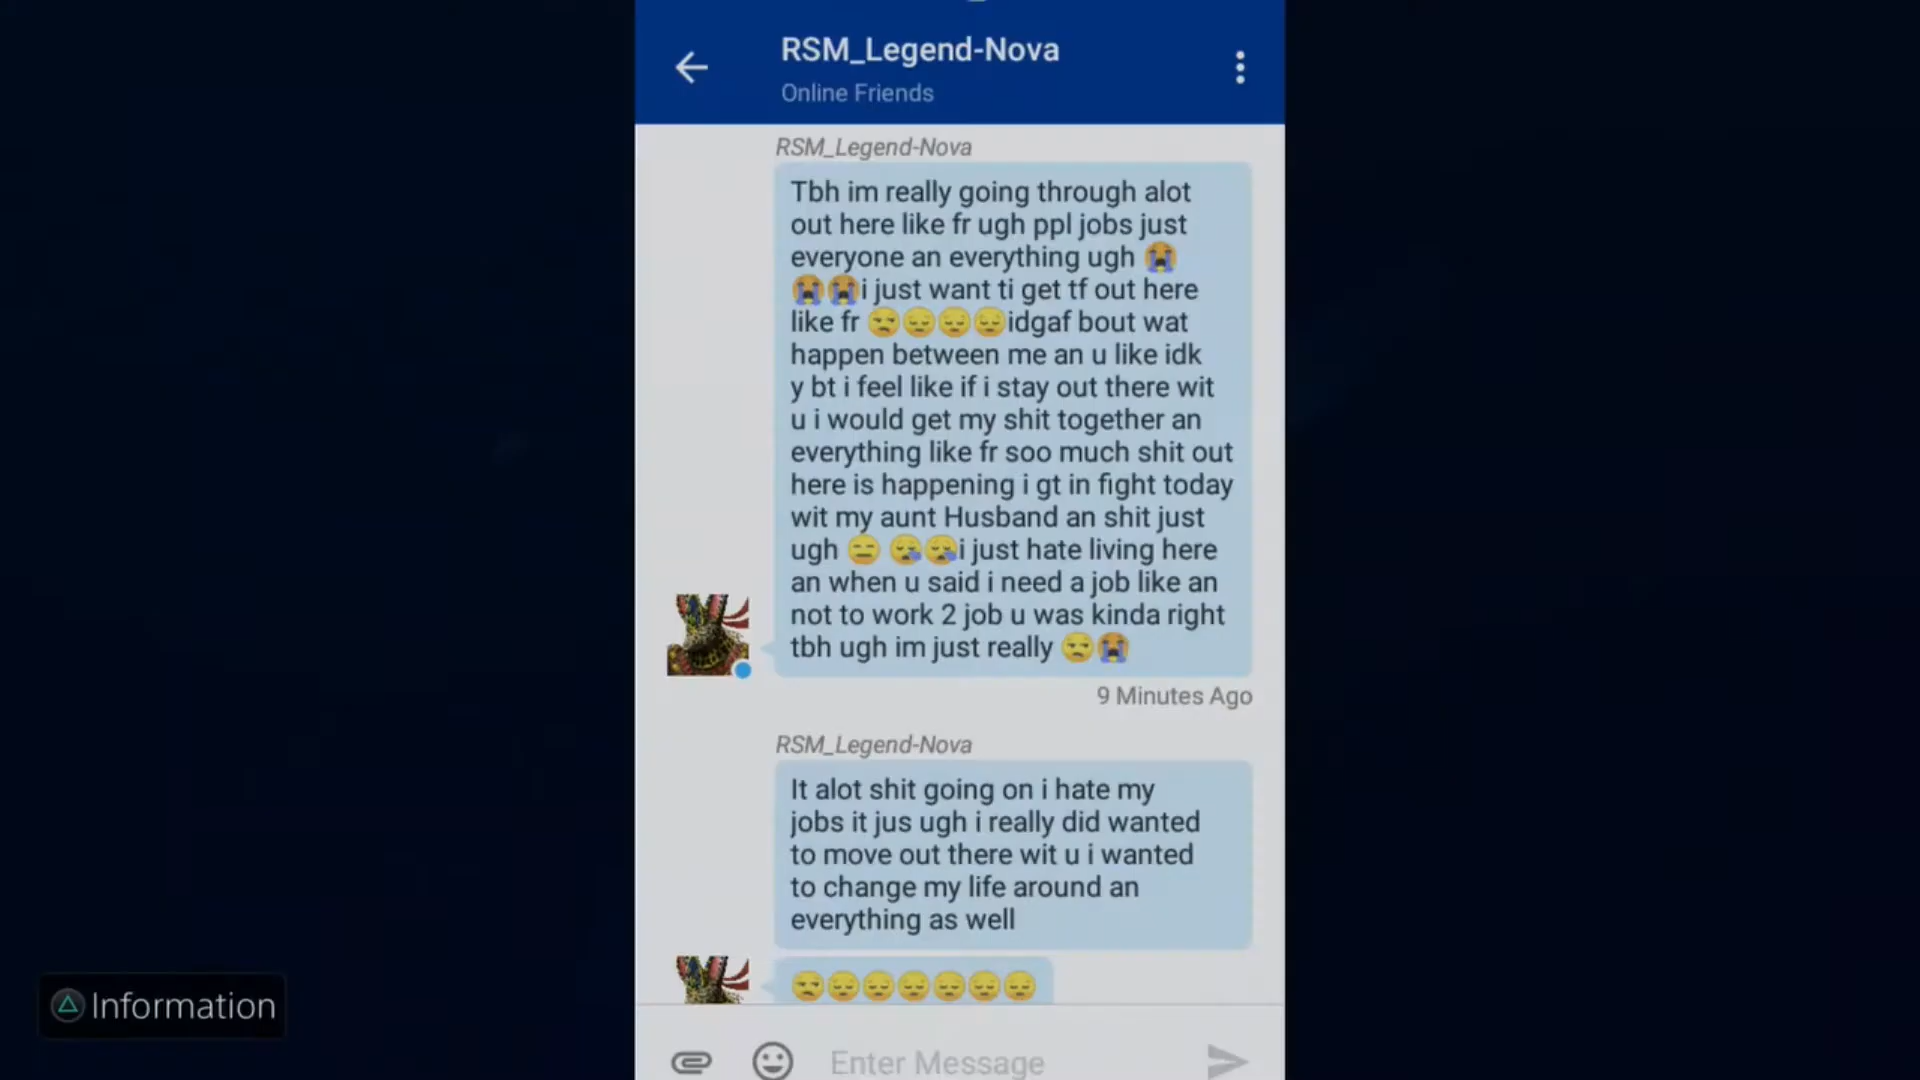 RSM_Legend-Nova
Online Friends
RSM_Legend-Nova
Tbh im really going through alot
out here like fr ugh ppl jobs just
everyone an everything ugh 😭
😭😭i just want ti get tf out here
like fr 😒😔😔😔idgaf bout wat
happen between me an u like idk
y bt i feel like if i stay out there wit
u i would get my shit together an
everything like fr soo much shit out
here is happening i gt in fight today
wit my aunt Husband an shit just
ugh 😑 😪😪i just hate living here
an when u said i need a job like an
not to work 2 job u was kinda right
tbh ugh im just really 😒😭
9 Minutes Ago
RSM_Legend-Nova
It alot shit going on i hate my
jobs it jus ugh i really did wanted
to move out there wit u i wanted
to change my life around an
everything as well
😒😔😔😔😔😔😔
Information
Enter Message